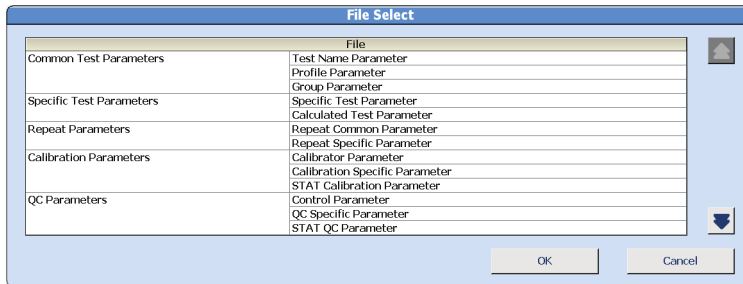 File Select
File
Common Test Parameters Test Name Parameter
Profile Parameter
Group Parameter
Specific Test Parameters Specific Test Parameter
Calculated Test Parameter
Repeat Parameters Repeat Common Parameter
Repeat Specific Parameter
Calibration Parameters Calibrator Parameter
Calibration Specific Parameter
STAT Calibration Parameter
QC Parameters Control Parameter
QC Specific Parameter
STAT QC Parameter
OK Cancel